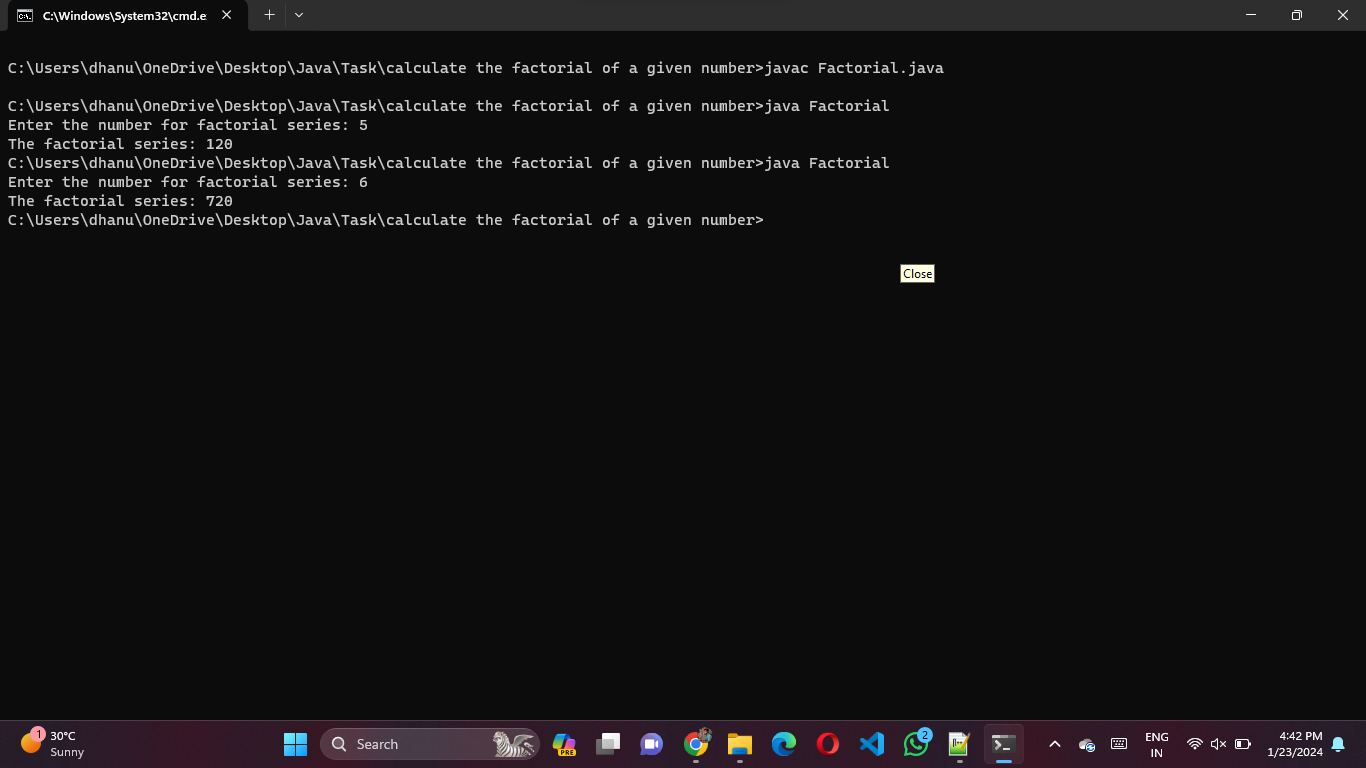 C:\Windows\System32\cmd.e
C:\Users\dhanu\OneDrive\Desktop\Java\Task\calculate the factorial of a given number>javac Factorial.java
C:\Users\dhanu\OneDrive\Desktop\Java\Task\calculate the factorial of a given number>java Factorial
Enter the number for factorial series: 5
The factorial series: 120
C:\Users\dhanu\OneDrive\Desktop\Java\Task\calculate the factorial of a given number>java Factorial
Enter the number for factorial series: 6
The factorial series: 720
C:\Users\dhanu\OneDrive\Desktop\Java\Task\calculate the factorial of a given number>
Close
1
30°C
Sunny
Search
PRE
2
ENG
IN
4:42 PM
1/23/2024